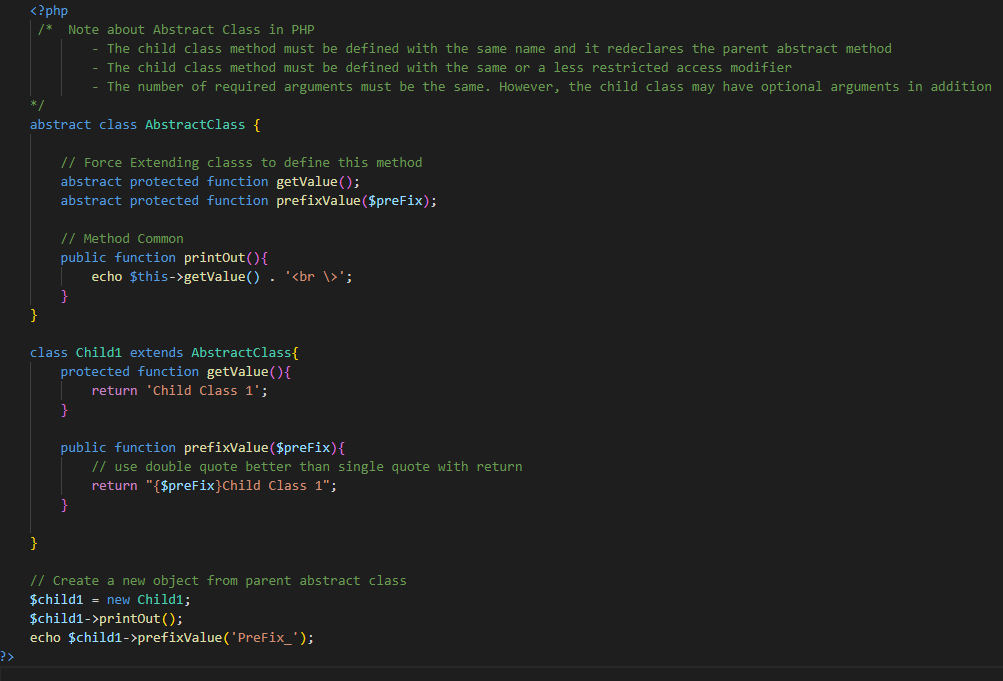 <?php
/*  Note about Abstract Class in PHP
- The child class method must be defined with the same name and it redeclares the parent abstract method
- The child class method must be defined with the same or a less restricted access modifier
- The number of required arguments must be the same. However, the child class may have optional arguments in addition
*/
abstract class AbstractClass {
// Force Extending classs to define this method
abstract protected function getValue();
abstract protected function prefixValue($preFix);
// Method Common
public function printOut(){
echo $this->getValue() . '<br \>';
}
}
class Child1 extends AbstractClass{
protected function getValue(){
return 'Child Class 1';
}
public function prefixValue($preFix){
// use double quote better than single quote with return
return "{$preFix}Child Class 1";
}
}
// Create a new object from parent abstract class
$child1 = new Child1;
$child1->printOut();
echo $child1->prefixValue('PreFix_');
?>